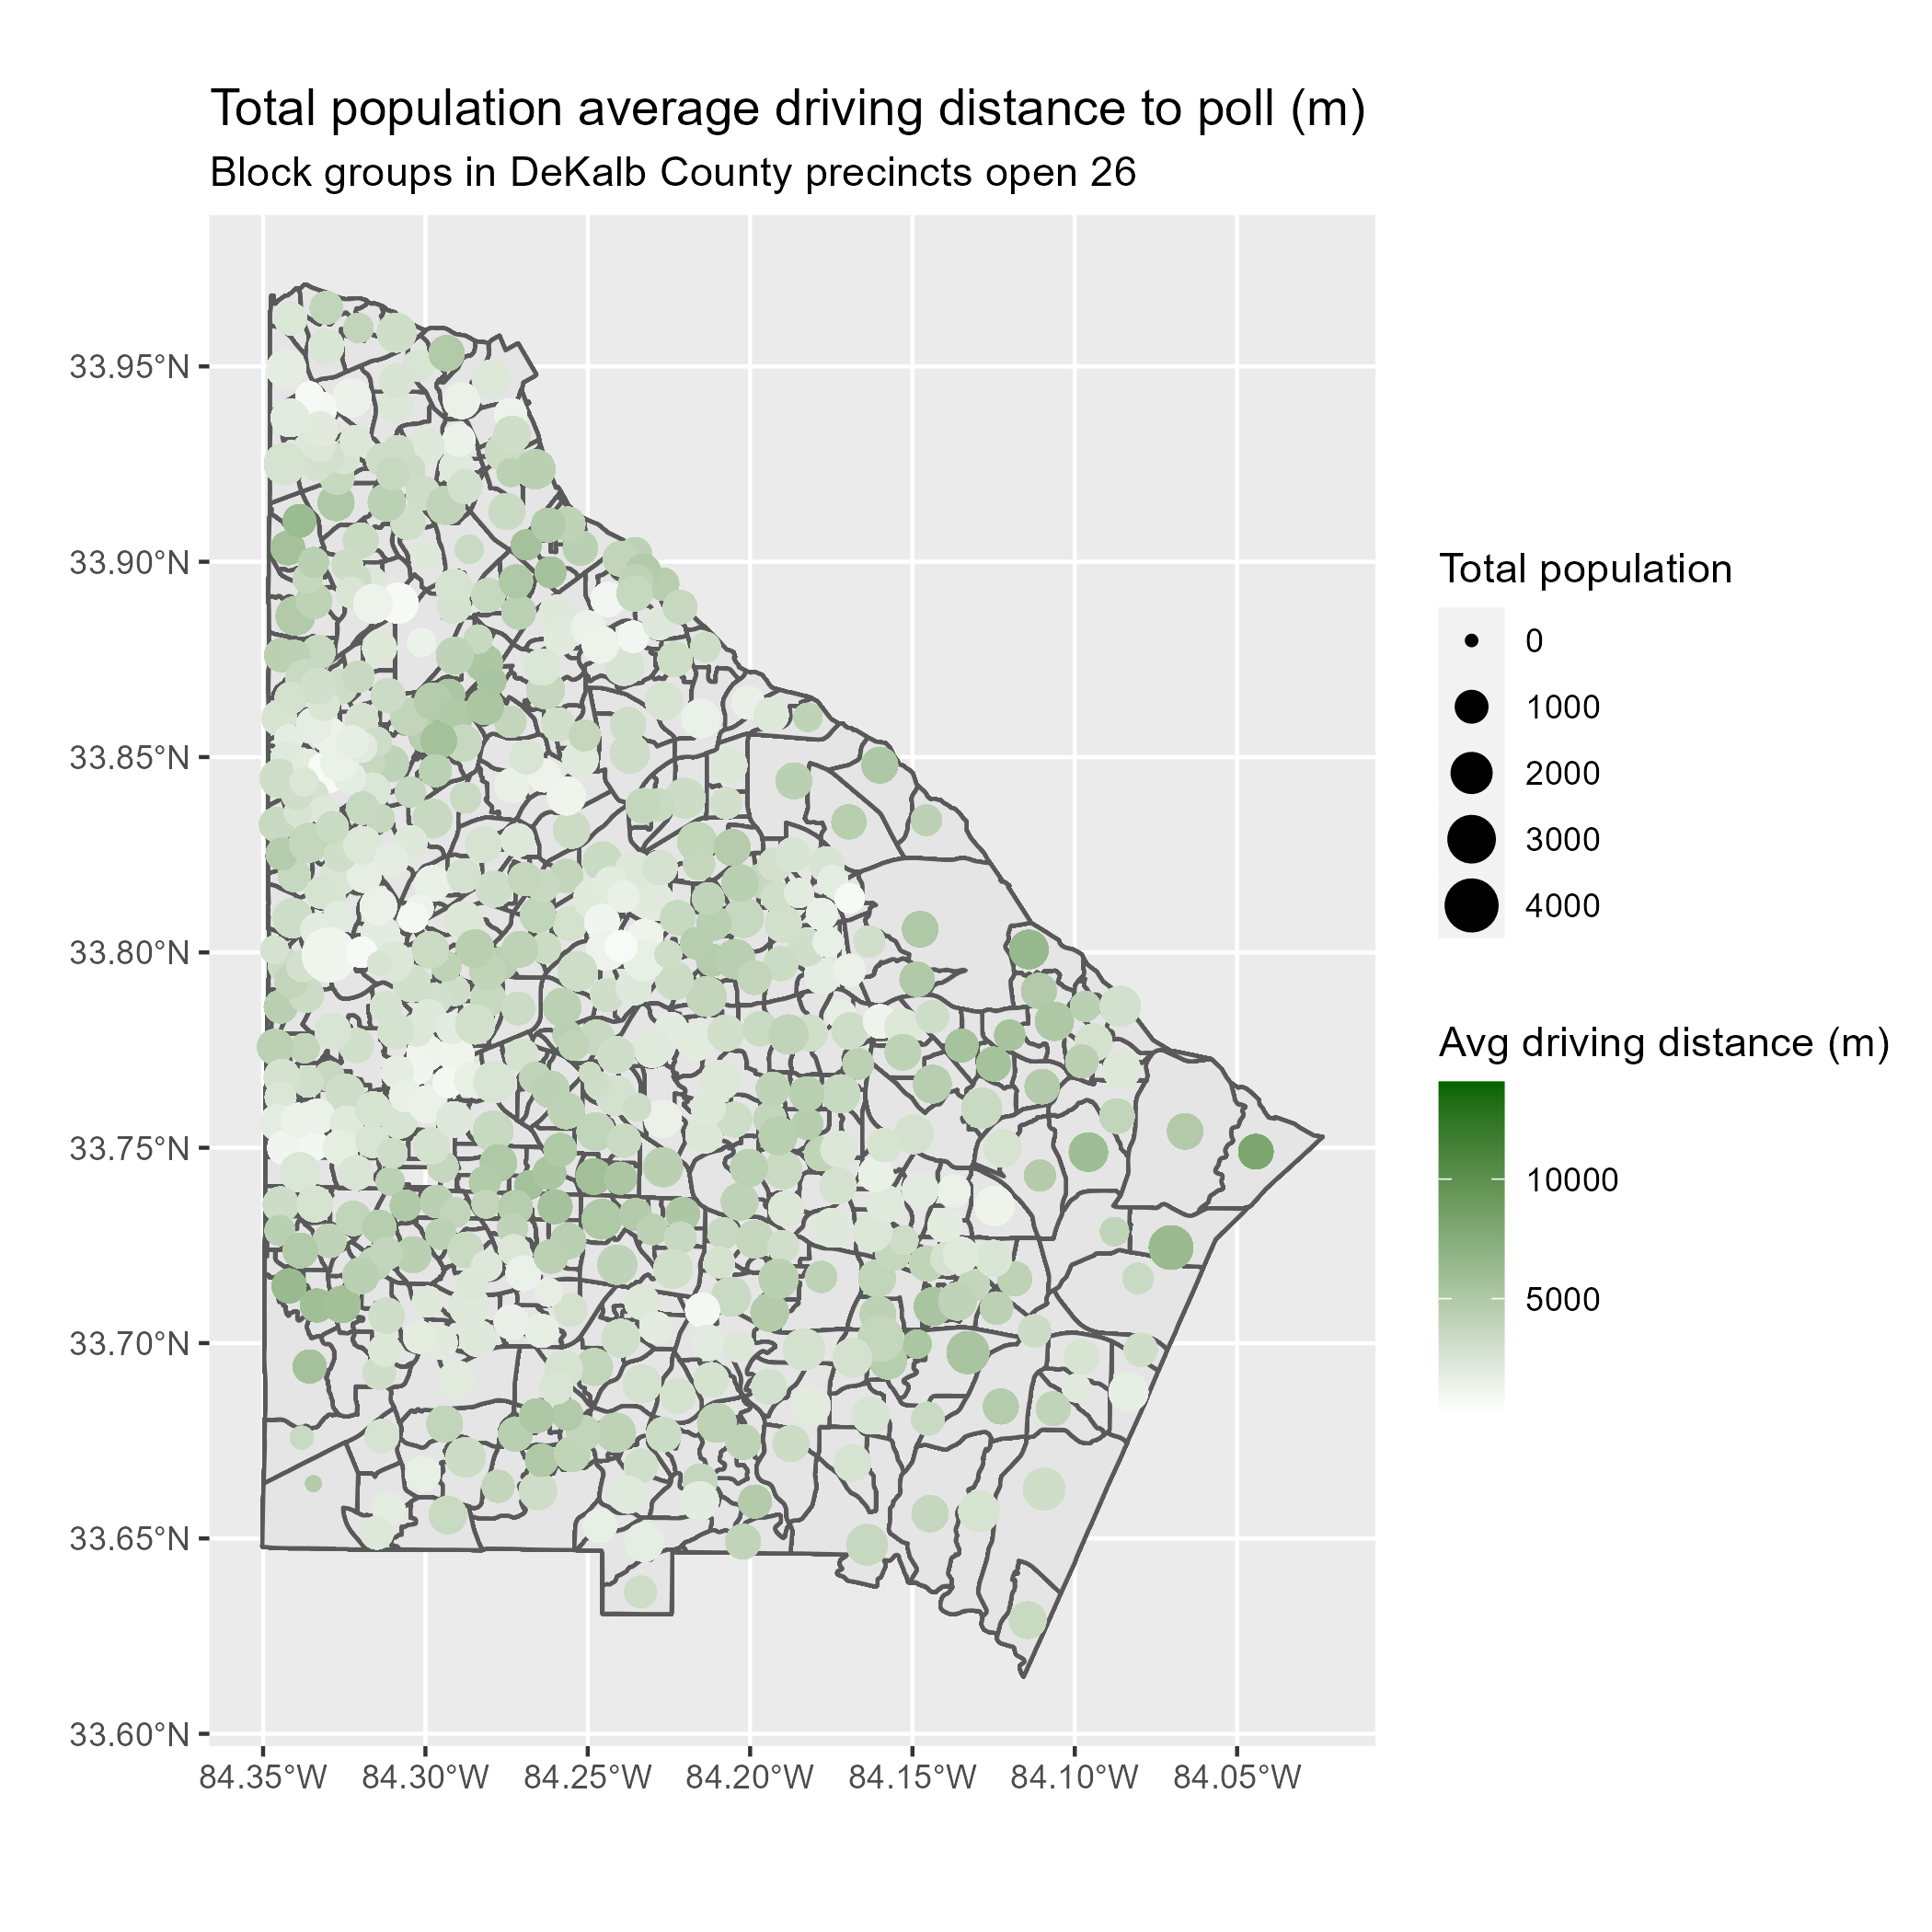 Total population average driving distance to poll (m)
Block groups in DeKalb County precincts open 26
33.95°N
33.90°N
33.85°N
33.80°N
33.75°N
33.70°N
33.65°N
33.60°N
84.35°W
84.30°W
84.25°W
84.20°W
84.15°W
84.10°W
84.05°W
Total population
0
1000
2000
3000
4000
Avg driving distance (m)
10000
5000